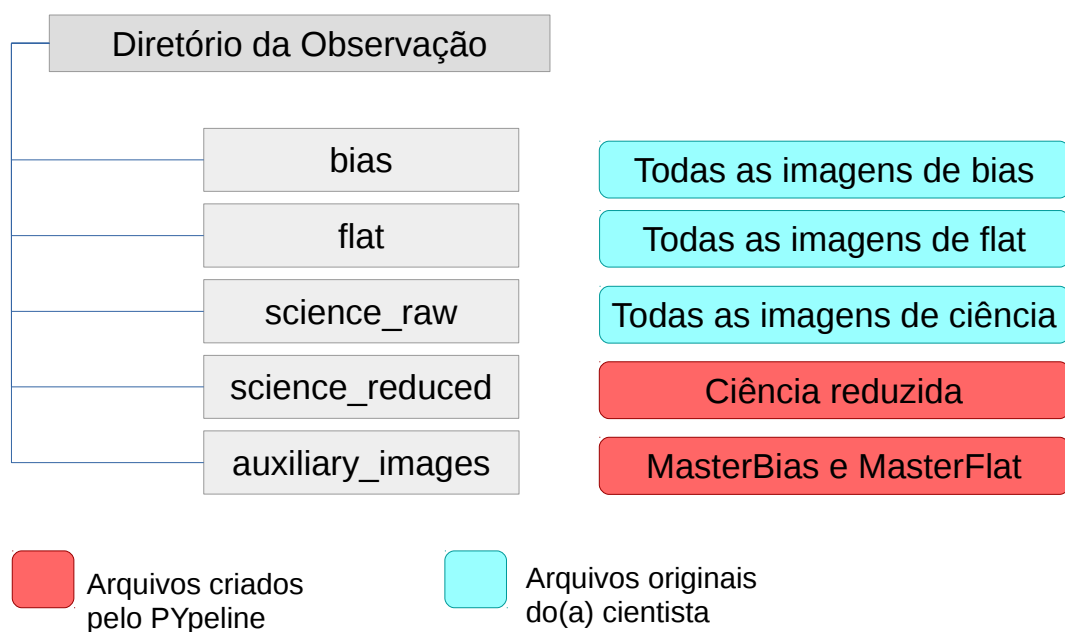 Diretório da Observação
bias
Todas as imagens de bias
flat
Todas as imagens de flat
science_raw
Todas as imagens de ciência
science_reduced
Ciência reduzida
auxiliary_images
MasterBias e MasterFlat
Arquivos criados
pelo PYpeline
Arquivos originais
do(a) cientista